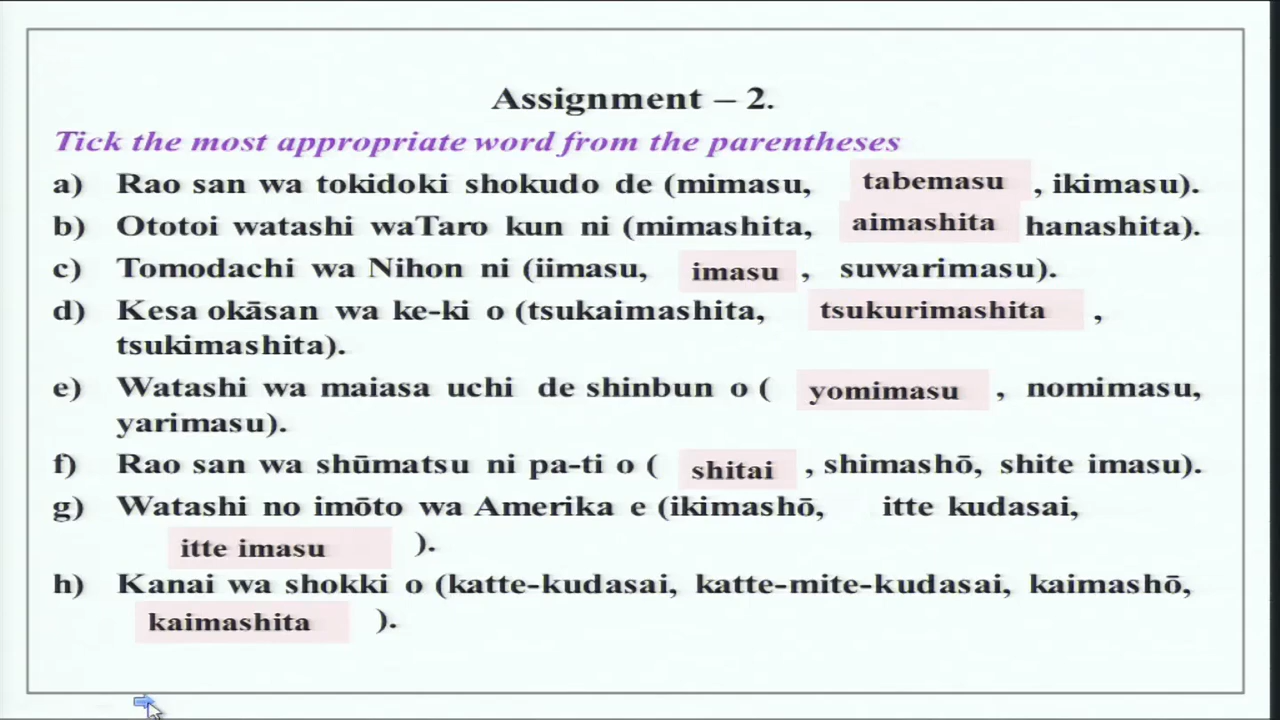 Assignment – 2.
Tick the most appropriate word from the parentheses
a) Rao san wa tokidoki shokudo de (mimasu, tabemasu , ikimasu).
b) Ototoi watashi waTaro kun ni (mimashita, aimashita hanashita).
c) Tomodachi wa Nihon ni (iimasu, imasu , suwarimasu).
d) Kesa okāsan wa ke-ki o (tsukaimashita, tsukurimashita ,
tsukimashita).
e) Watashi wa maiasa uchi de shinbun o ( yomimasu , nomimasu,
yarimasu).
f) Rao san wa shūmatsu ni pa-ti o ( shitai , shimashō, shite imasu).
g) Watashi no imōto wa Amerika e (ikimashō, itte kudasai,
itte imasu ).
h) Kanai wa shokki o (katte-kudasai, katte-mite-kudasai, kaimashō,
kaimashita ).